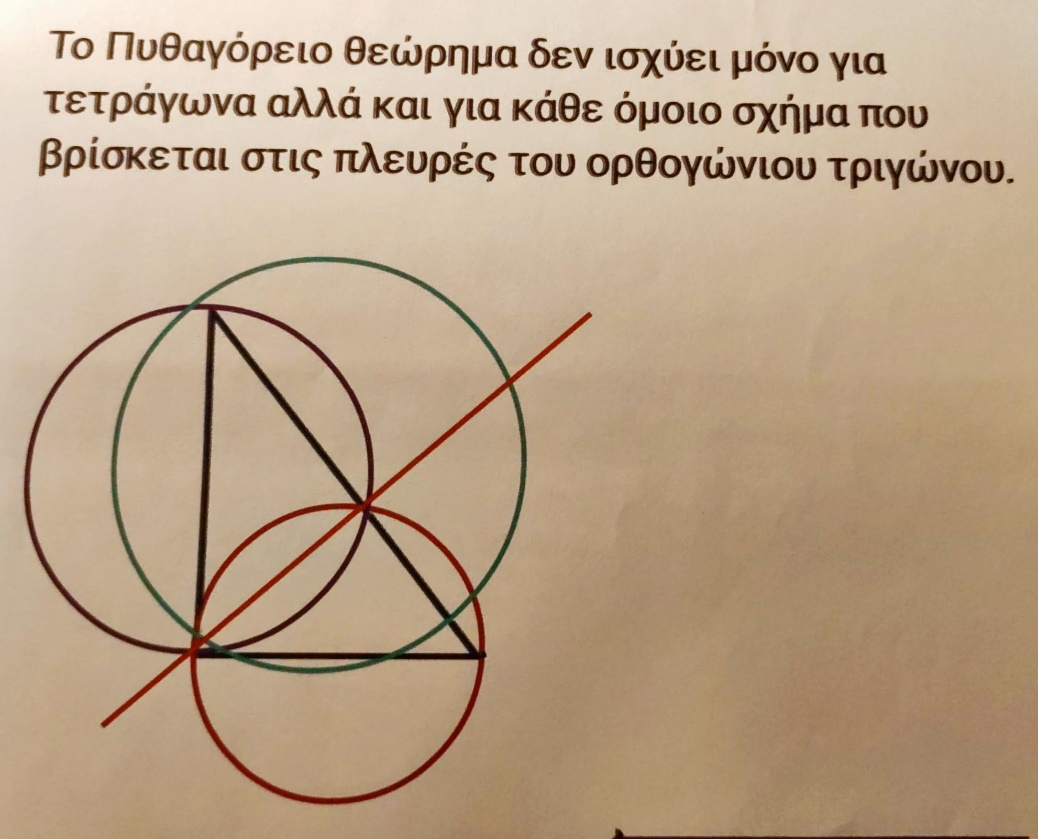 Το Πυθαγόρειο θεώρημα δεν ισχύει μόνο για
τετράγωνα αλλά και για κάθε όμοιο σχήμα που
βρίσκεται στις πλευρές του ορθογώνιου τριγώνου.